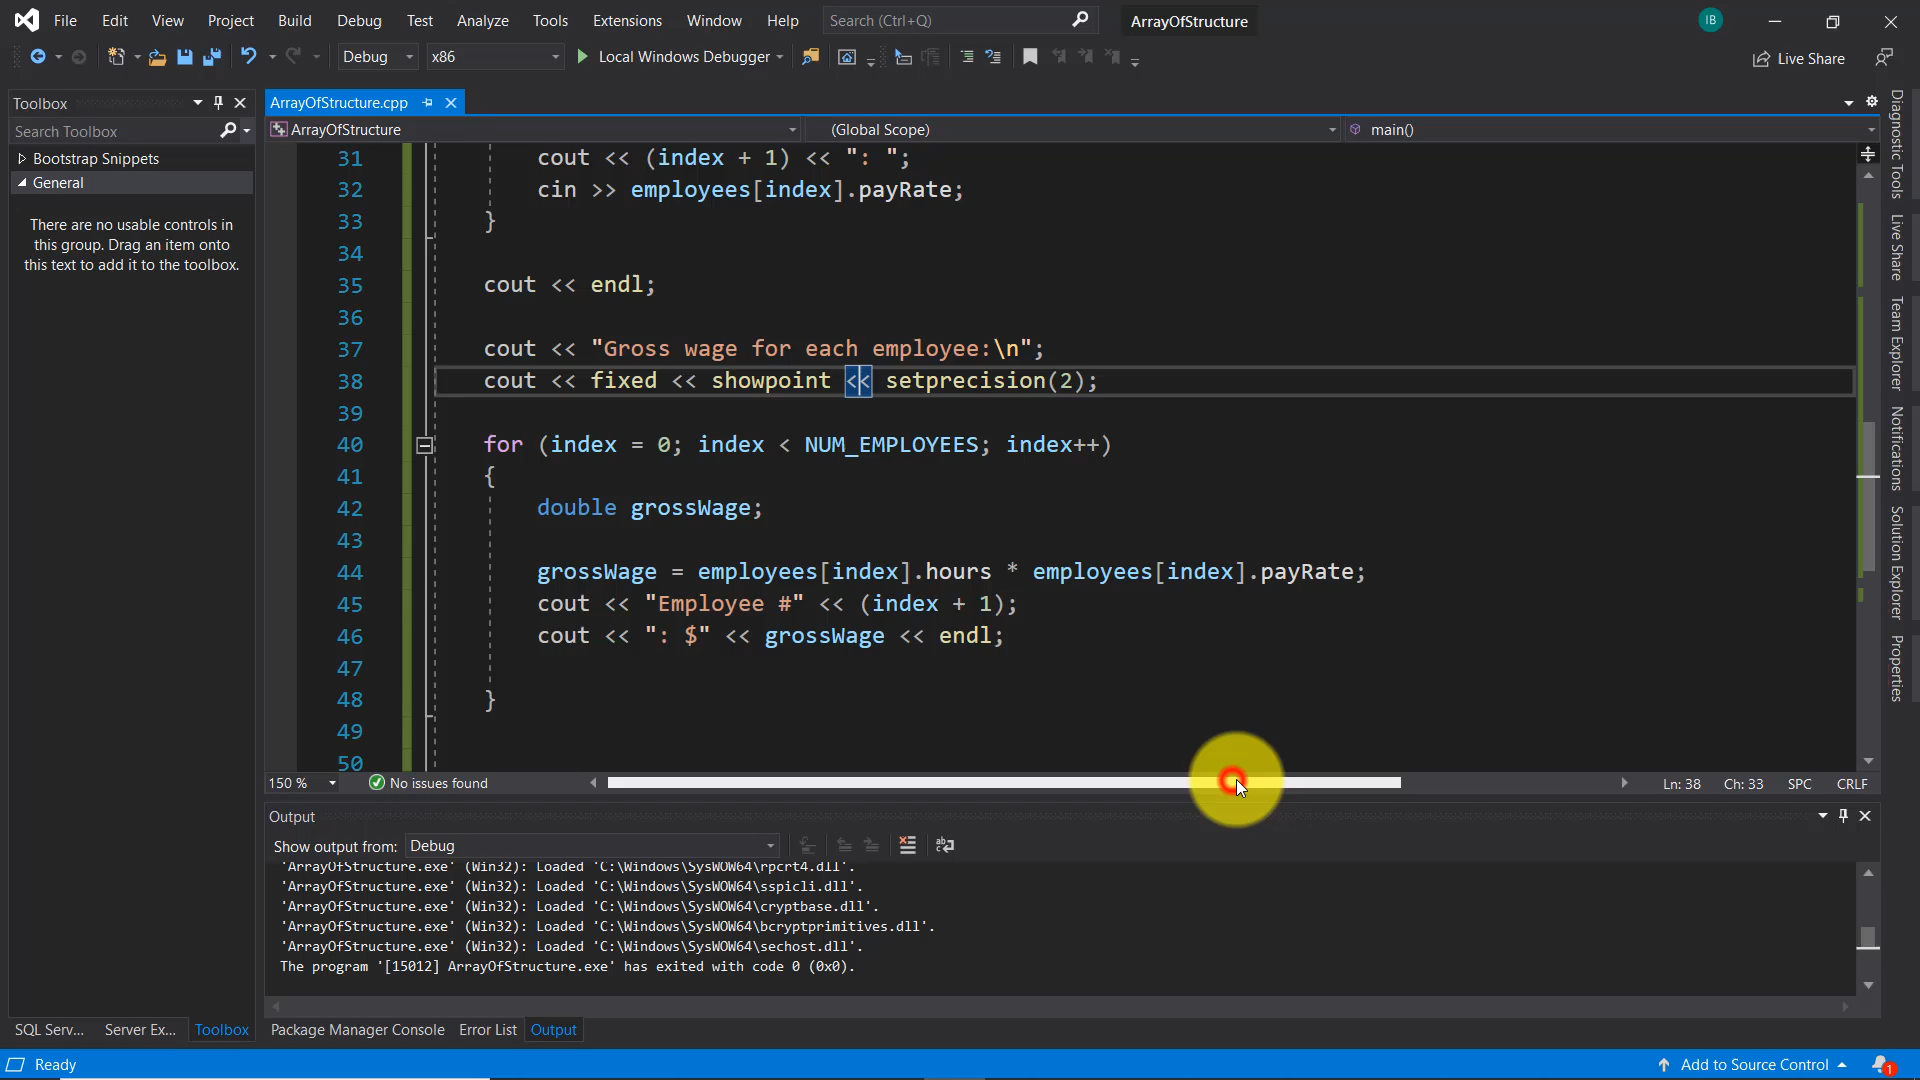 File Edit View Project Build Debug Test Analyze Tools Extensions Window Help Search (Ctrl+Q) ArrayOfStructure IB
Debug x86 Local Windows Debugger Live Share
Toolbox
Search Toolbox
Bootstrap Snippets
General
There are no usable controls in
this group. Drag an item onto
this text to add it to the toolbox.
SQL Serv... Server Ex... Toolbox
ArrayOfStructure.cpp
ArrayOfStructure (Global Scope) main()
31 cout << (index + 1) << ": ";
32 cin >> employees[index].payRate;
33 }
34
35 cout << endl;
36
37 cout << "Gross wage for each employee:\n";
38 cout << fixed << showpoint << setprecision(2);
39
40 for (index = 0; index < NUM_EMPLOYEES; index++)
41 {
42 double grossWage;
43
44 grossWage = employees[index].hours * employees[index].payRate;
45 cout << "Employee #" << (index + 1);
46 cout << ": $" << grossWage << endl;
47
48 }
49
50
150 % No issues found Ln: 38 Ch: 33 SPC CRLF
Output
Show output from: Debug
'ArrayOfStructure.exe' (Win32): Loaded 'C:\Windows\SysWOW64\rpcrt4.dll'.
'ArrayOfStructure.exe' (Win32): Loaded 'C:\Windows\SysWOW64\sspicli.dll'.
'ArrayOfStructure.exe' (Win32): Loaded 'C:\Windows\SysWOW64\cryptbase.dll'.
'ArrayOfStructure.exe' (Win32): Loaded 'C:\Windows\SysWOW64\bcryptprimitives.dll'.
'ArrayOfStructure.exe' (Win32): Loaded 'C:\Windows\SysWOW64\sechost.dll'.
The program '[15012] ArrayOfStructure.exe' has exited with code 0 (0x0).
Package Manager Console Error List Output
Diagnostic Tools
Live Share
Team Explorer
Notifications
Solution Explorer
Properties
Ready Add to Source Control 1